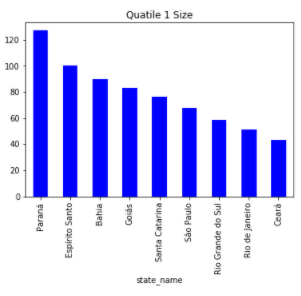 Quatile 1 Size
120
100
80
60
40
20
0
Paraná
Espírito Santo
Bahia
Goiás
Santa Catarina
São Paulo
Rio Grande do Sul
Rio de Janeiro
Ceará
state_name